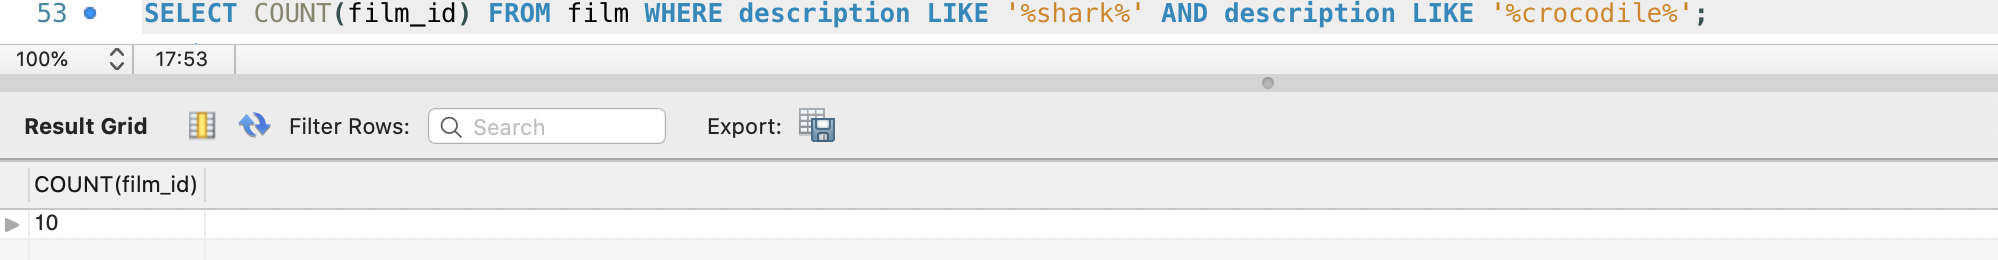 53 SELECT COUNT(film_id) FROM film WHERE description LIKE '%shark%' AND description LIKE '%crocodile%';
100% 17:53
Result Grid Filter Rows: Search Export:
COUNT(film_id)
10